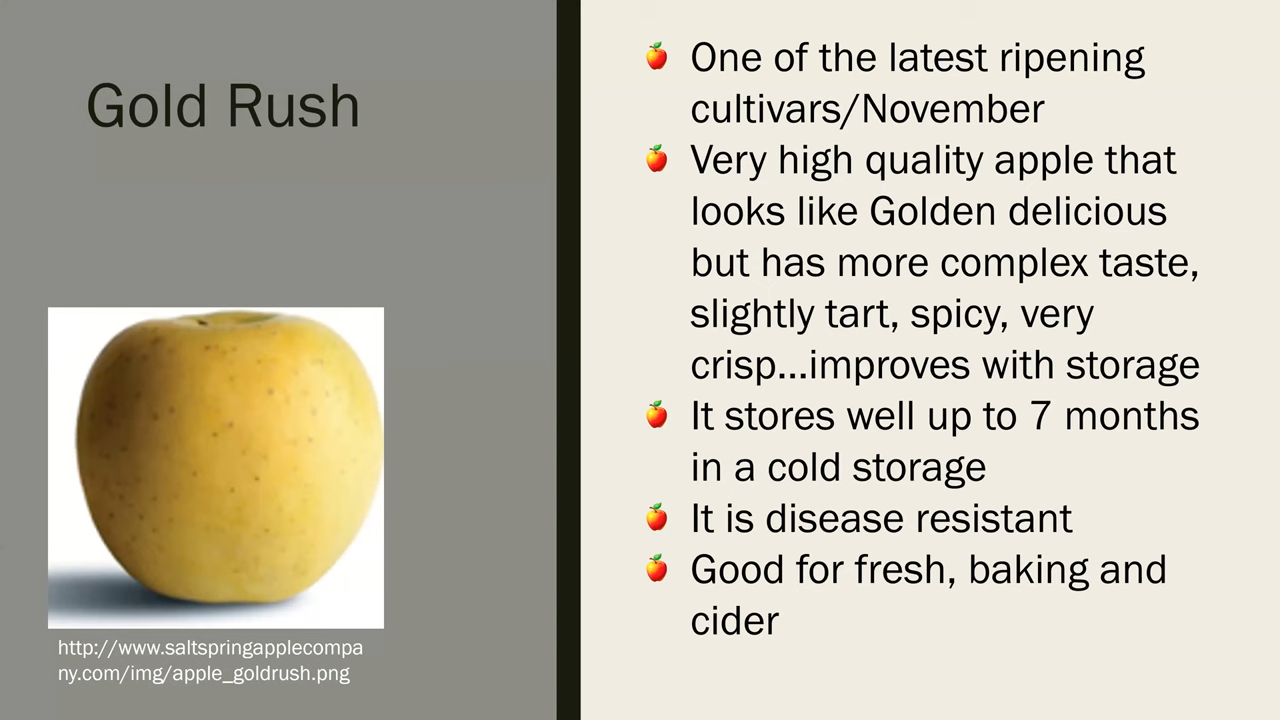 Gold Rush
http://www.saltspringapplecompa
ny.com/img/apple_goldrush.png
One of the latest ripening
cultivars/November
Very high quality apple that
looks like Golden delicious
but has more complex taste,
slightly tart, spicy, very
crisp...improves with storage
It stores well up to 7 months
in a cold storage
It is disease resistant
Good for fresh, baking and
cider